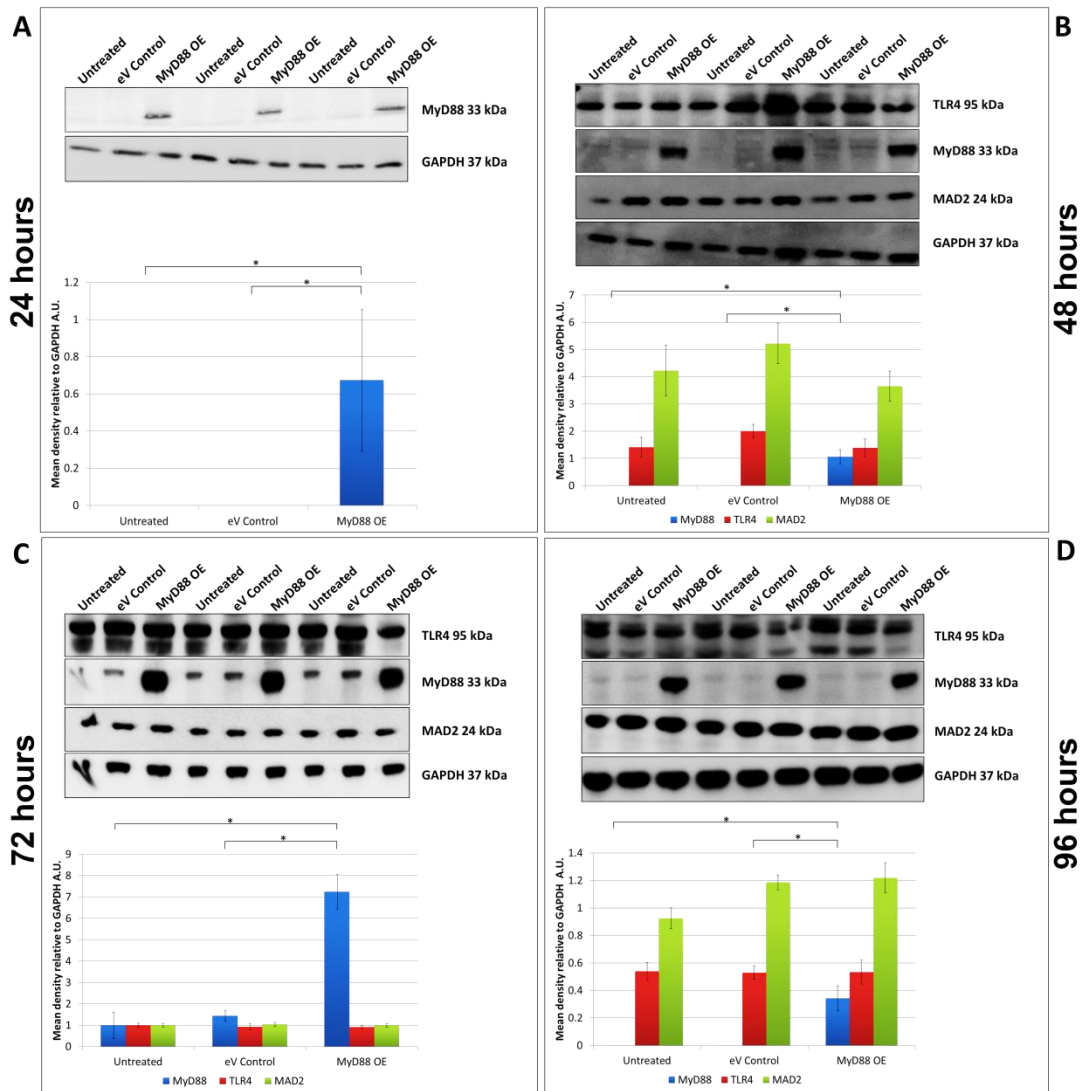 A
Untreated
eV Control
MyD88 OE
Untreated
eV Control
MyD88 OE
Untreated
eV Control
MyD88 OE
MyD88 33 kDa
GAPDH 37 kDa
24 hours
*
*
Mean density relative to GAPDH A.U.
1.2
1
0.8
0.6
0.4
0.2
0
Untreated
eV Control
MyD88 OE
B
Untreated
eV Control
MyD88 OE
Untreated
eV Control
MyD88 OE
Untreated
eV Control
MyD88 OE
TLR4 95 kDa
MyD88 33 kDa
MAD2 24 kDa
GAPDH 37 kDa
48 hours
*
*
Mean density relative to GAPDH A.U.
7
6
5
4
3
2
1
0
Untreated
eV Control
MyD88 OE
MyD88 TLR4 MAD2
C
Untreated
eV Control
MyD88 OE
Untreated
eV Control
MyD88 OE
Untreated
eV Control
MyD88 OE
TLR4 95 kDa
MyD88 33 kDa
MAD2 24 kDa
GAPDH 37 kDa
72 hours
*
*
Mean density relative to GAPDH A.U.
9
8
7
6
5
4
3
2
1
0
Untreated
eV Control
MyD88 OE
MyD88 TLR4 MAD2
D
Untreated
eV Control
MyD88 OE
Untreated
eV Control
MyD88 OE
Untreated
eV Control
MyD88 OE
TLR4 95 kDa
MyD88 33 kDa
MAD2 24 kDa
GAPDH 37 kDa
96 hours
*
*
Mean density relative to GAPDH A.U.
1.4
1.2
1
0.8
0.6
0.4
0.2
0
Untreated
eV Control
MyD88 OE
MyD88 TLR4 MAD2